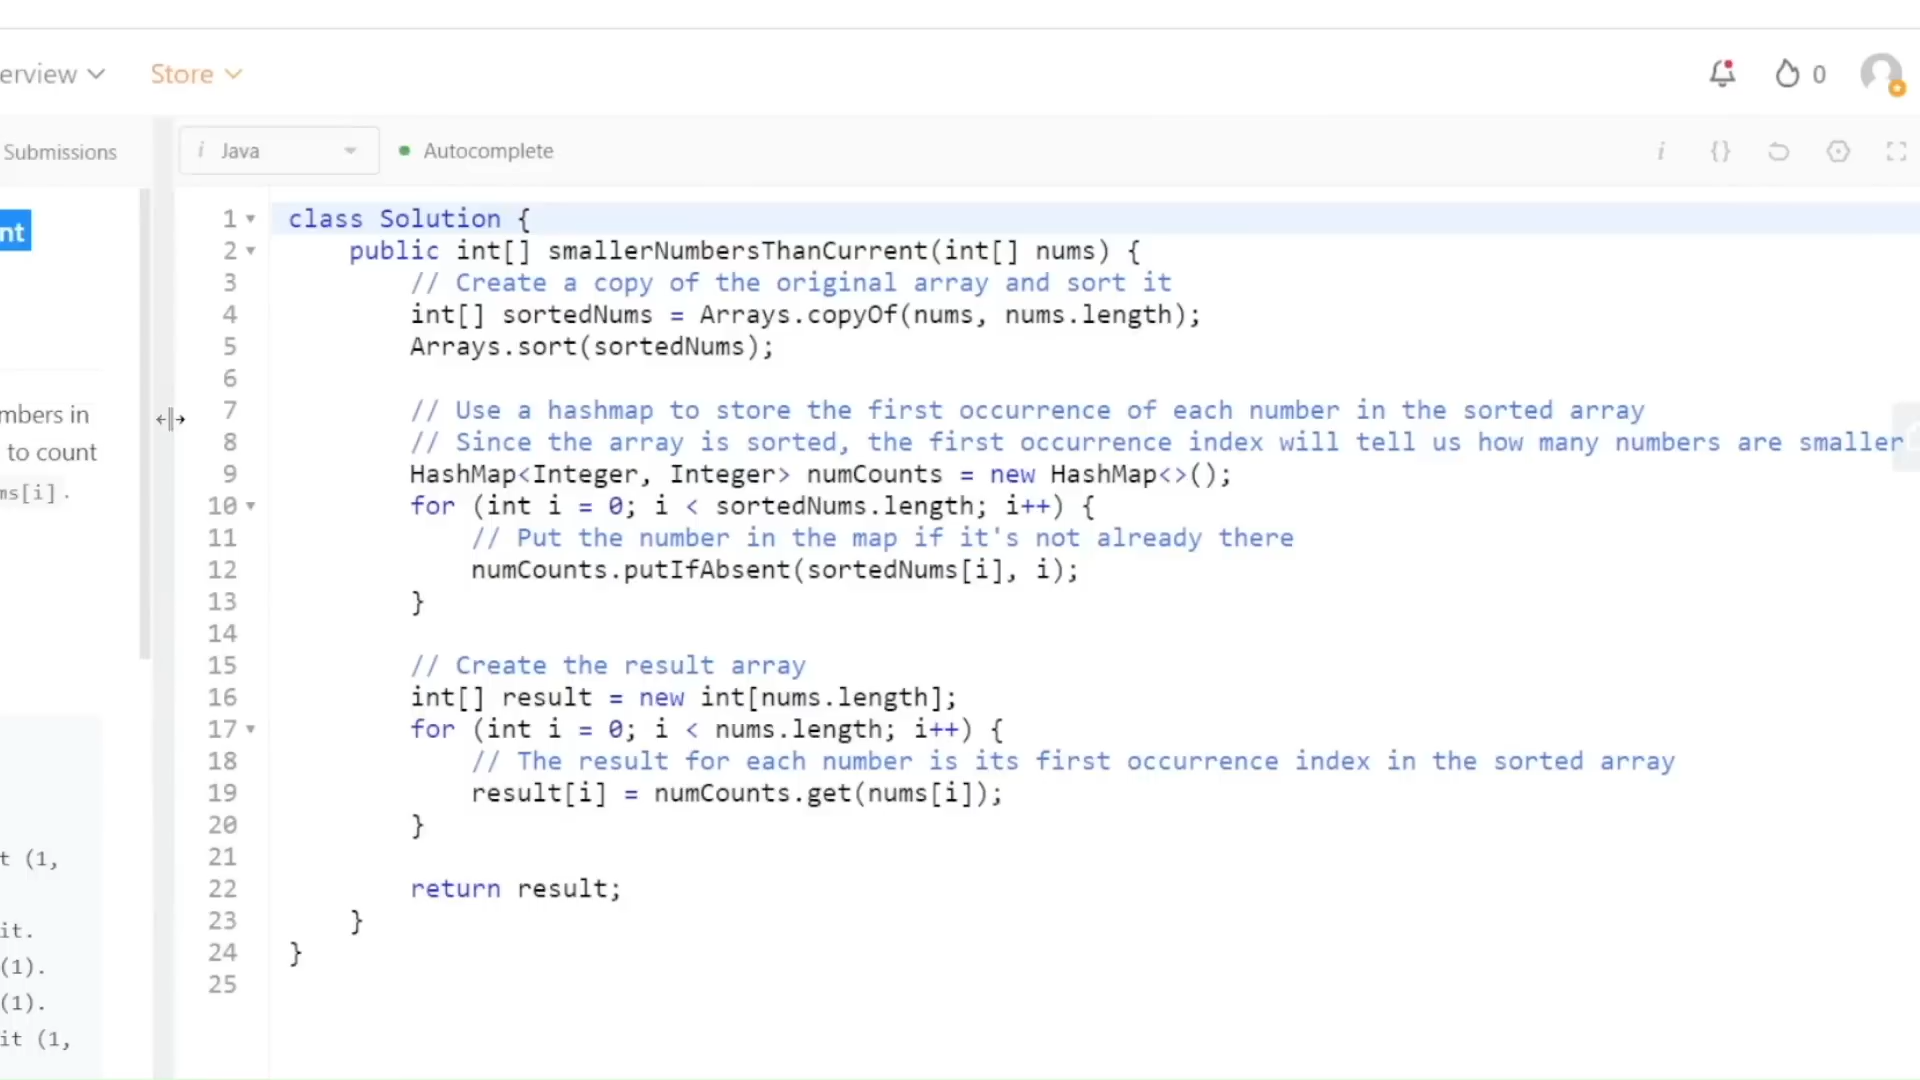 erview Store 0
Submissions
Java Autocomplete
nt
mbers in
to count
ms[i].
t (1,
it.
(1).
(1).
it (1,
1 class Solution {
2 public int[] smallerNumbersThanCurrent(int[] nums) {
3 // Create a copy of the original array and sort it
4 int[] sortedNums = Arrays.copyOf(nums, nums.length);
5 Arrays.sort(sortedNums);
6
7 // Use a hashmap to store the first occurrence of each number in the sorted array
8 // Since the array is sorted, the first occurrence index will tell us how many numbers are smaller
9 HashMap<Integer, Integer> numCounts = new HashMap<>();
10 for (int i = 0; i < sortedNums.length; i++) {
11 // Put the number in the map if it's not already there
12 numCounts.putIfAbsent(sortedNums[i], i);
13 }
14
15 // Create the result array
16 int[] result = new int[nums.length];
17 for (int i = 0; i < nums.length; i++) {
18 // The result for each number is its first occurrence index in the sorted array
19 result[i] = numCounts.get(nums[i]);
20 }
21
22 return result;
23 }
24 }
25